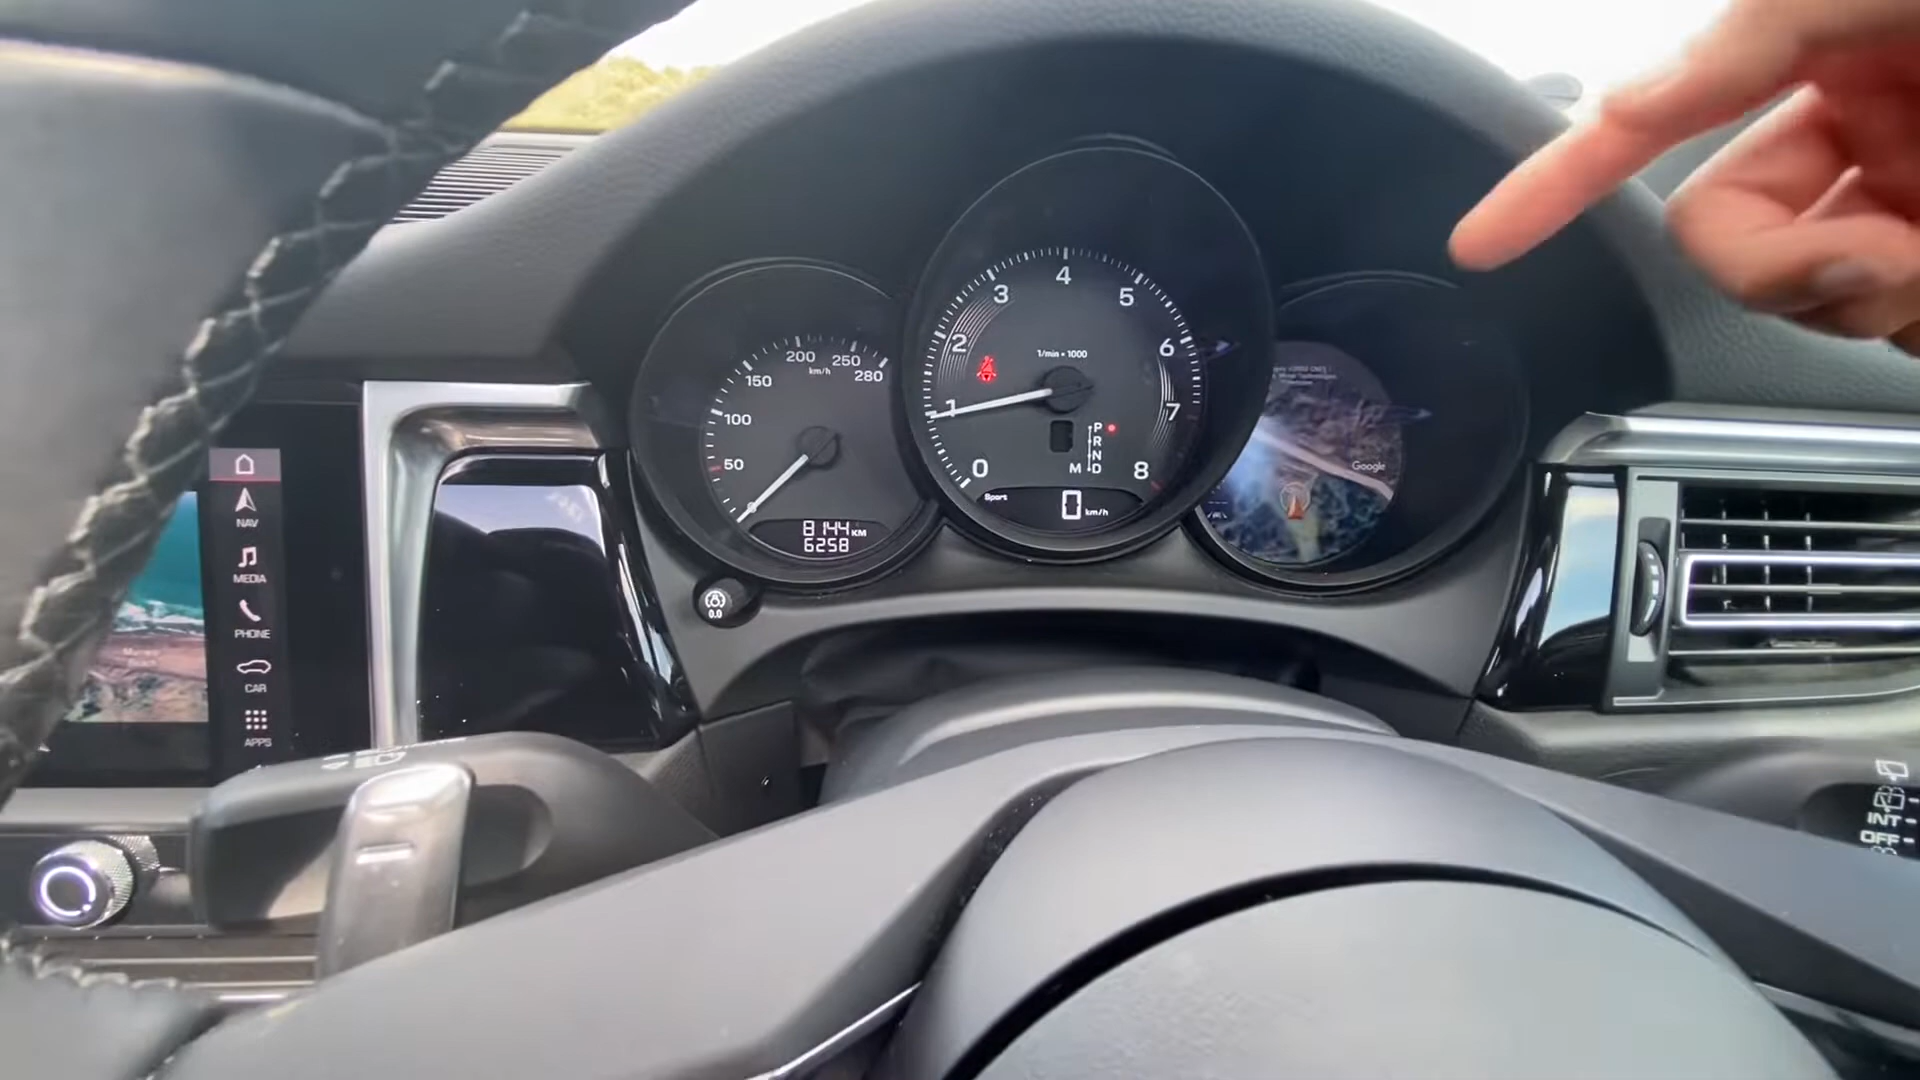 0
50
100
150
200
250
280
km/h
8144 KM
6258
0.0
0
1
2
3
4
5
6
7
8
1/min • 1000
P
R
N
M D
Sport
0 km/h
Google
NAV
MEDIA
PHONE
CAR
APPS
INT
OFF